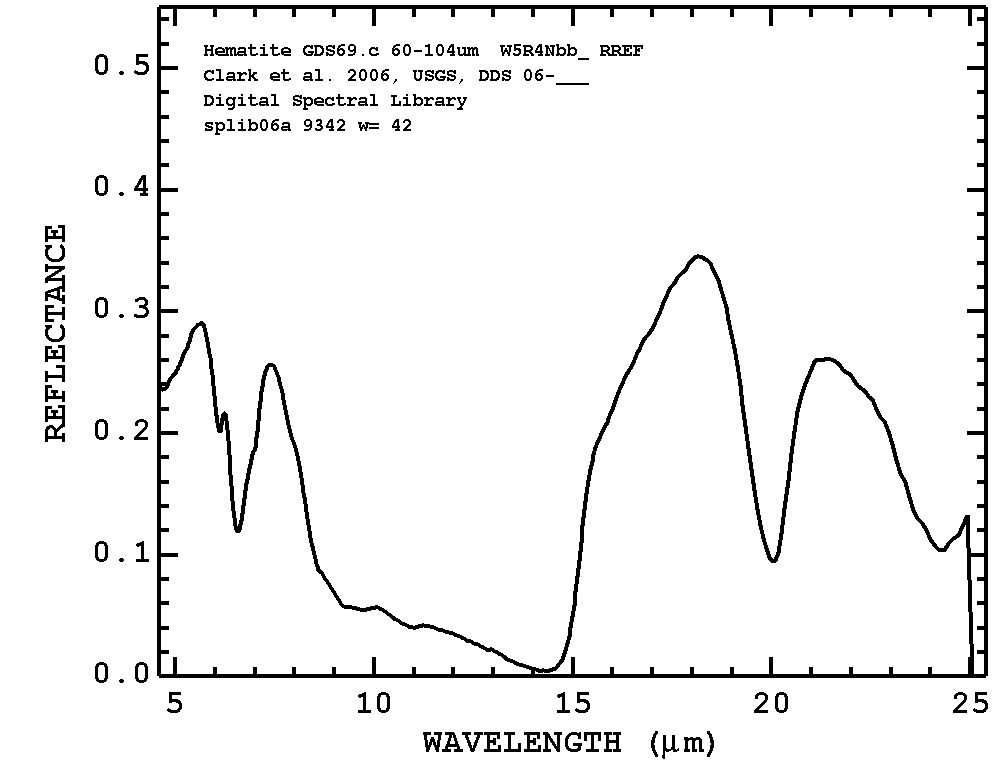 Hematite GDS69.c 60-104um W5R4Nbb_ RREF
Clark et al. 2006, USGS, DDS 06-___
Digital Spectral Library
splib06a 9342 w= 42
REFLECTANCE
0.5
0.4
0.3
0.2
0.1
0.0
5 10 15 20 25
WAVELENGTH (μm)